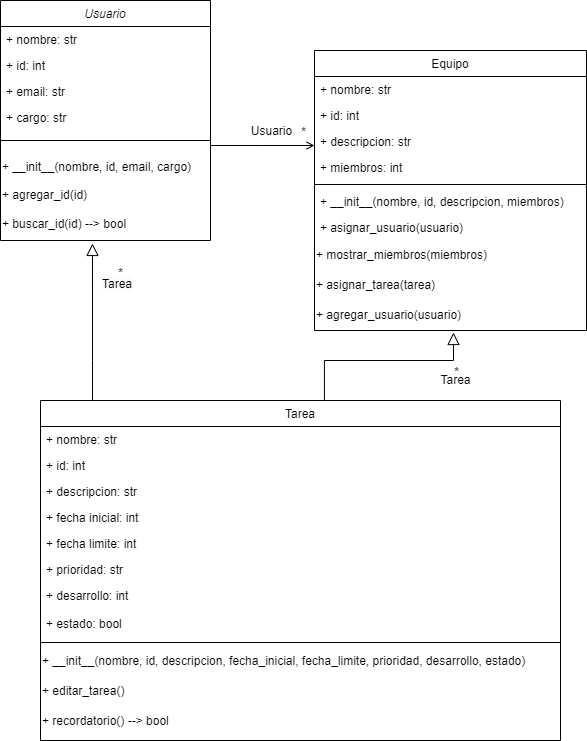 Usuario
+ nombre: str
+ id: int
+ email: str
+ cargo: str
+ __init__(nombre, id, email, cargo)
+ agregar_id(id)
+ buscar_id(id) --> bool
Usuario *
Equipo
+ nombre: str
+ id: int
+ descripcion: str
+ miembros: int
+ __init__(nombre, id, descripcion, miembros)
+ asignar_usuario(usuario)
+ mostrar_miembros(miembros)
+ asignar_tarea(tarea)
+ agregar_usuario(usuario)
*
Tarea
*
Tarea
Tarea
+ nombre: str
+ id: int
+ descripcion: str
+ fecha inicial: int
+ fecha limite: int
+ prioridad: str
+ desarrollo: int
+ estado: bool
+ __init__(nombre, id, descripcion, fecha_inicial, fecha_limite, prioridad, desarrollo, estado)
+ editar_tarea()
+ recordatorio() --> bool